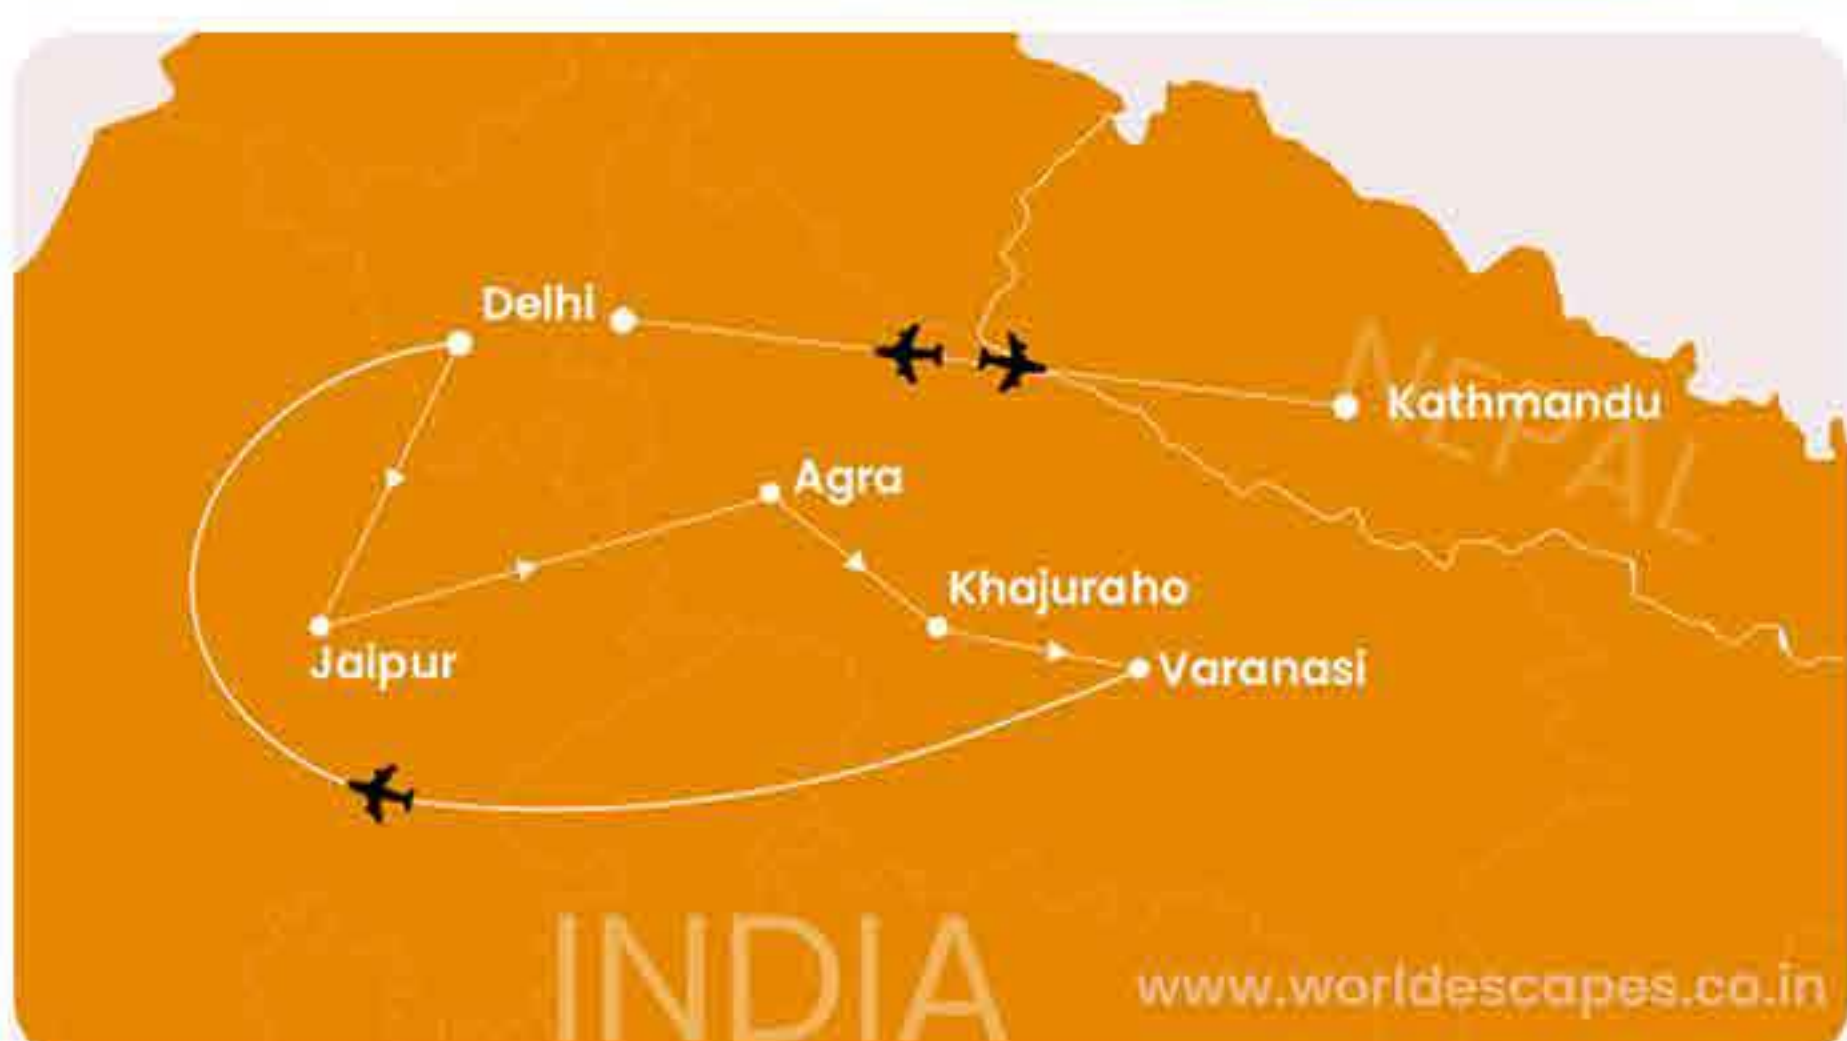 Delhi
Kathmandu
NEPAL
Agra
Khajuraho
Jaipur
Varanasi
INDIA
www.worldescapes.co.in